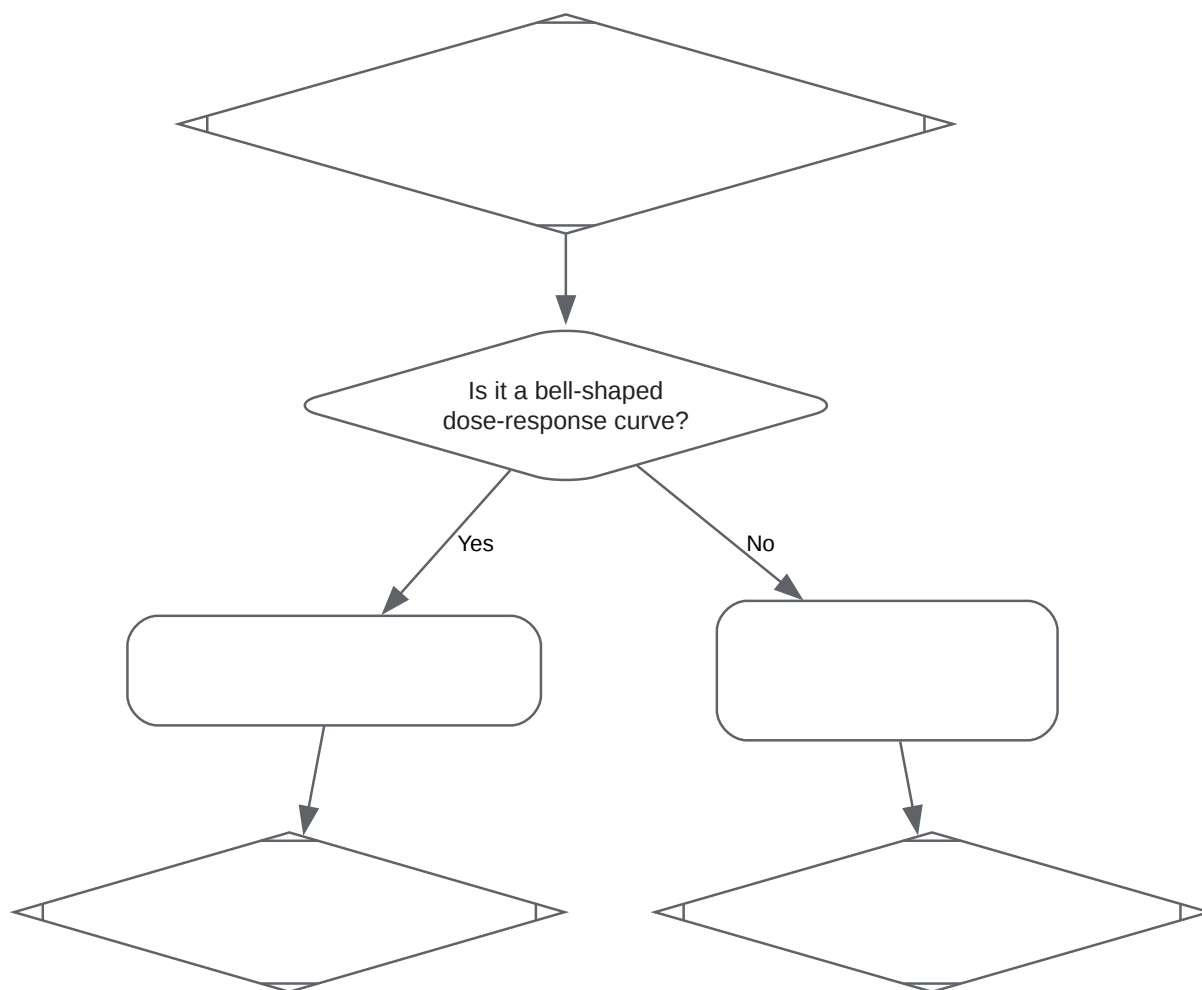 Is it a bell-shaped
dose-response curve?
Yes
No